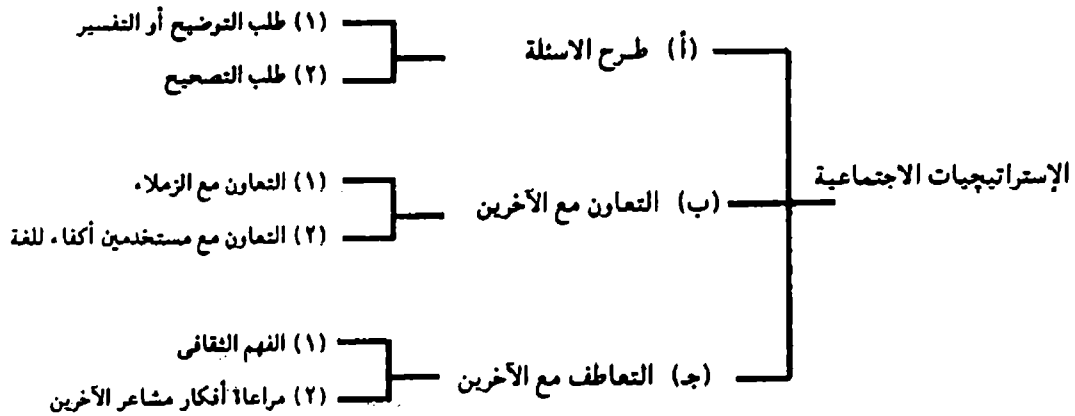 الإستراتيچيات الاجتماعية
(أ) طرح الاسئلة
(١) طلب التوضيح أو التفسير
(٢) طلب التصحيح
(ب) التعاون مع الآخرين
(١) التعاون مع الزملاء
(٢) التعاون مع مستخدمين أكفاء للغة
(جـ) التعاطف مع الآخرين
(١) الفهم الثقافى
(٢) مراعاة أفكار مشاعر الآخرين